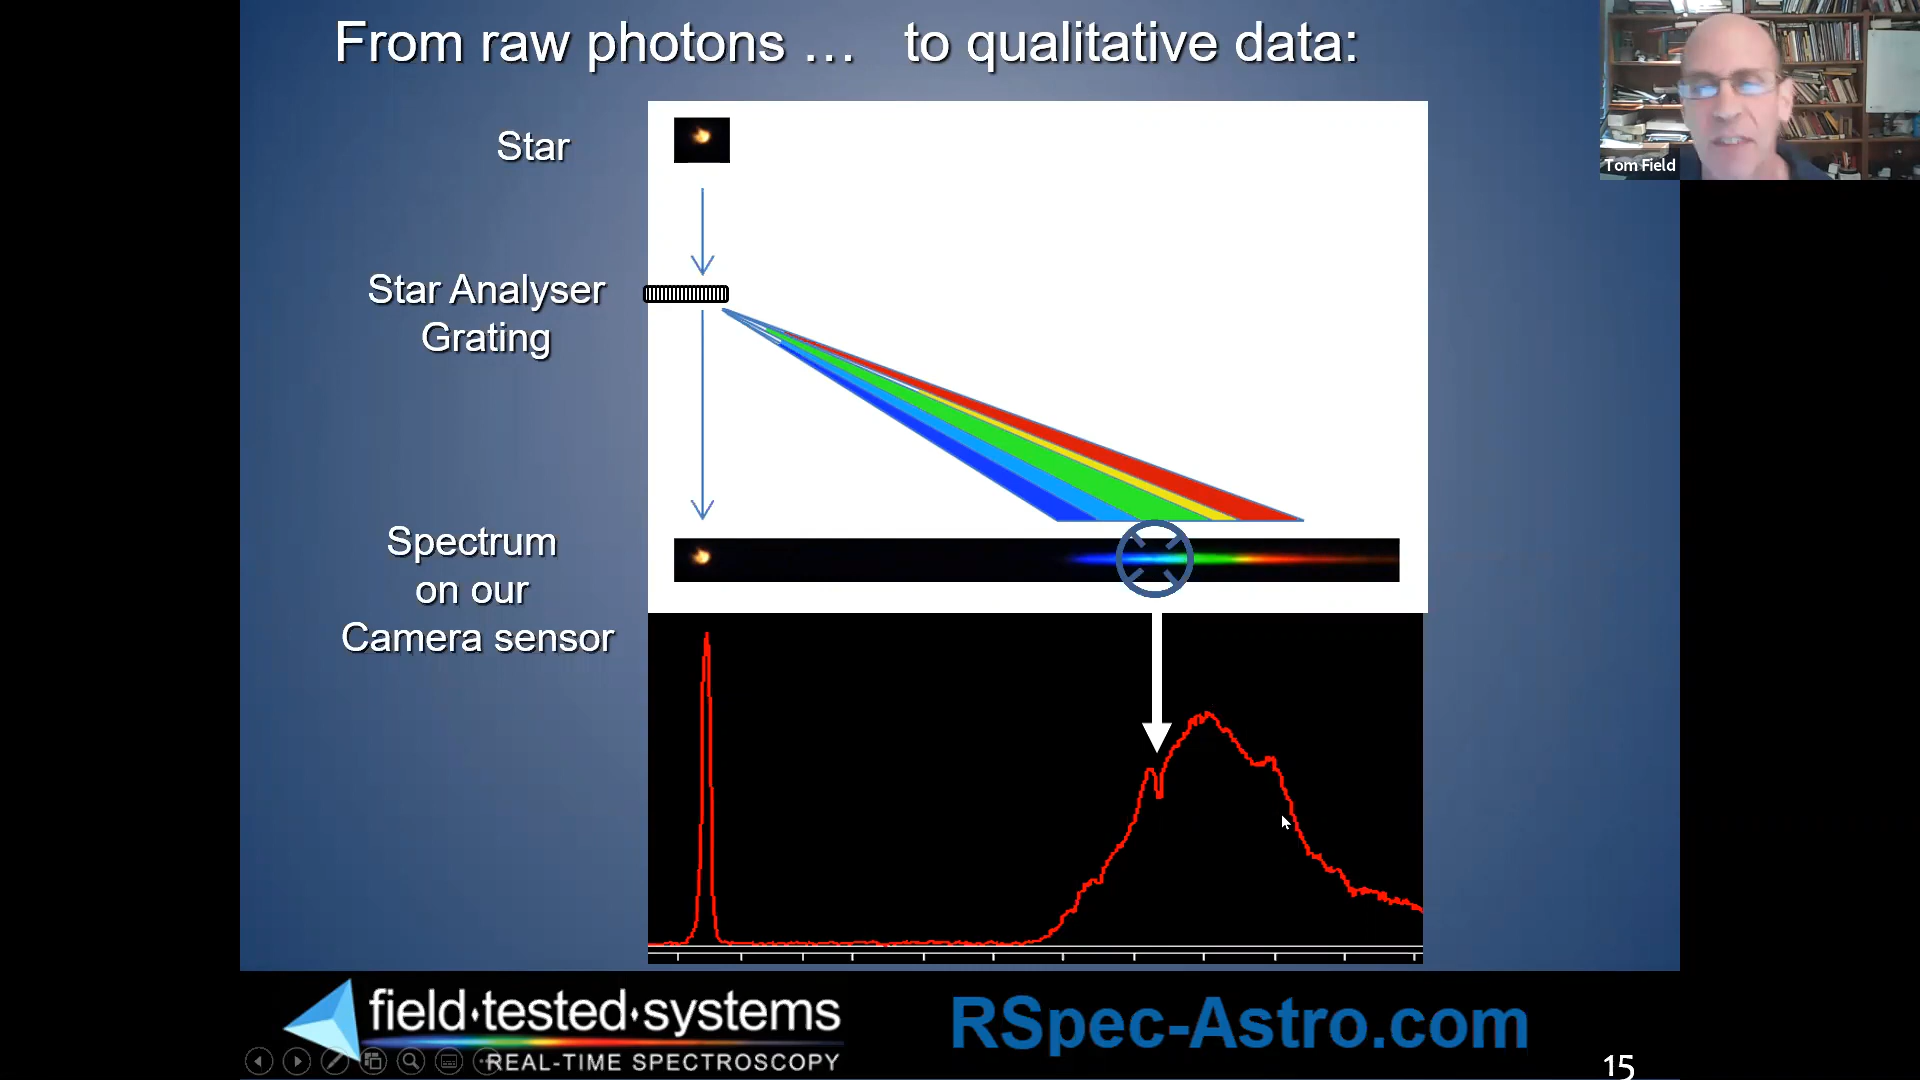 From raw photons … to qualitative data:
Tom Field
Star
Star Analyser
Grating
Spectrum
on our
Camera sensor
field·tested·systems
REAL-TIME SPECTROSCOPY
RSpec-Astro.com
15